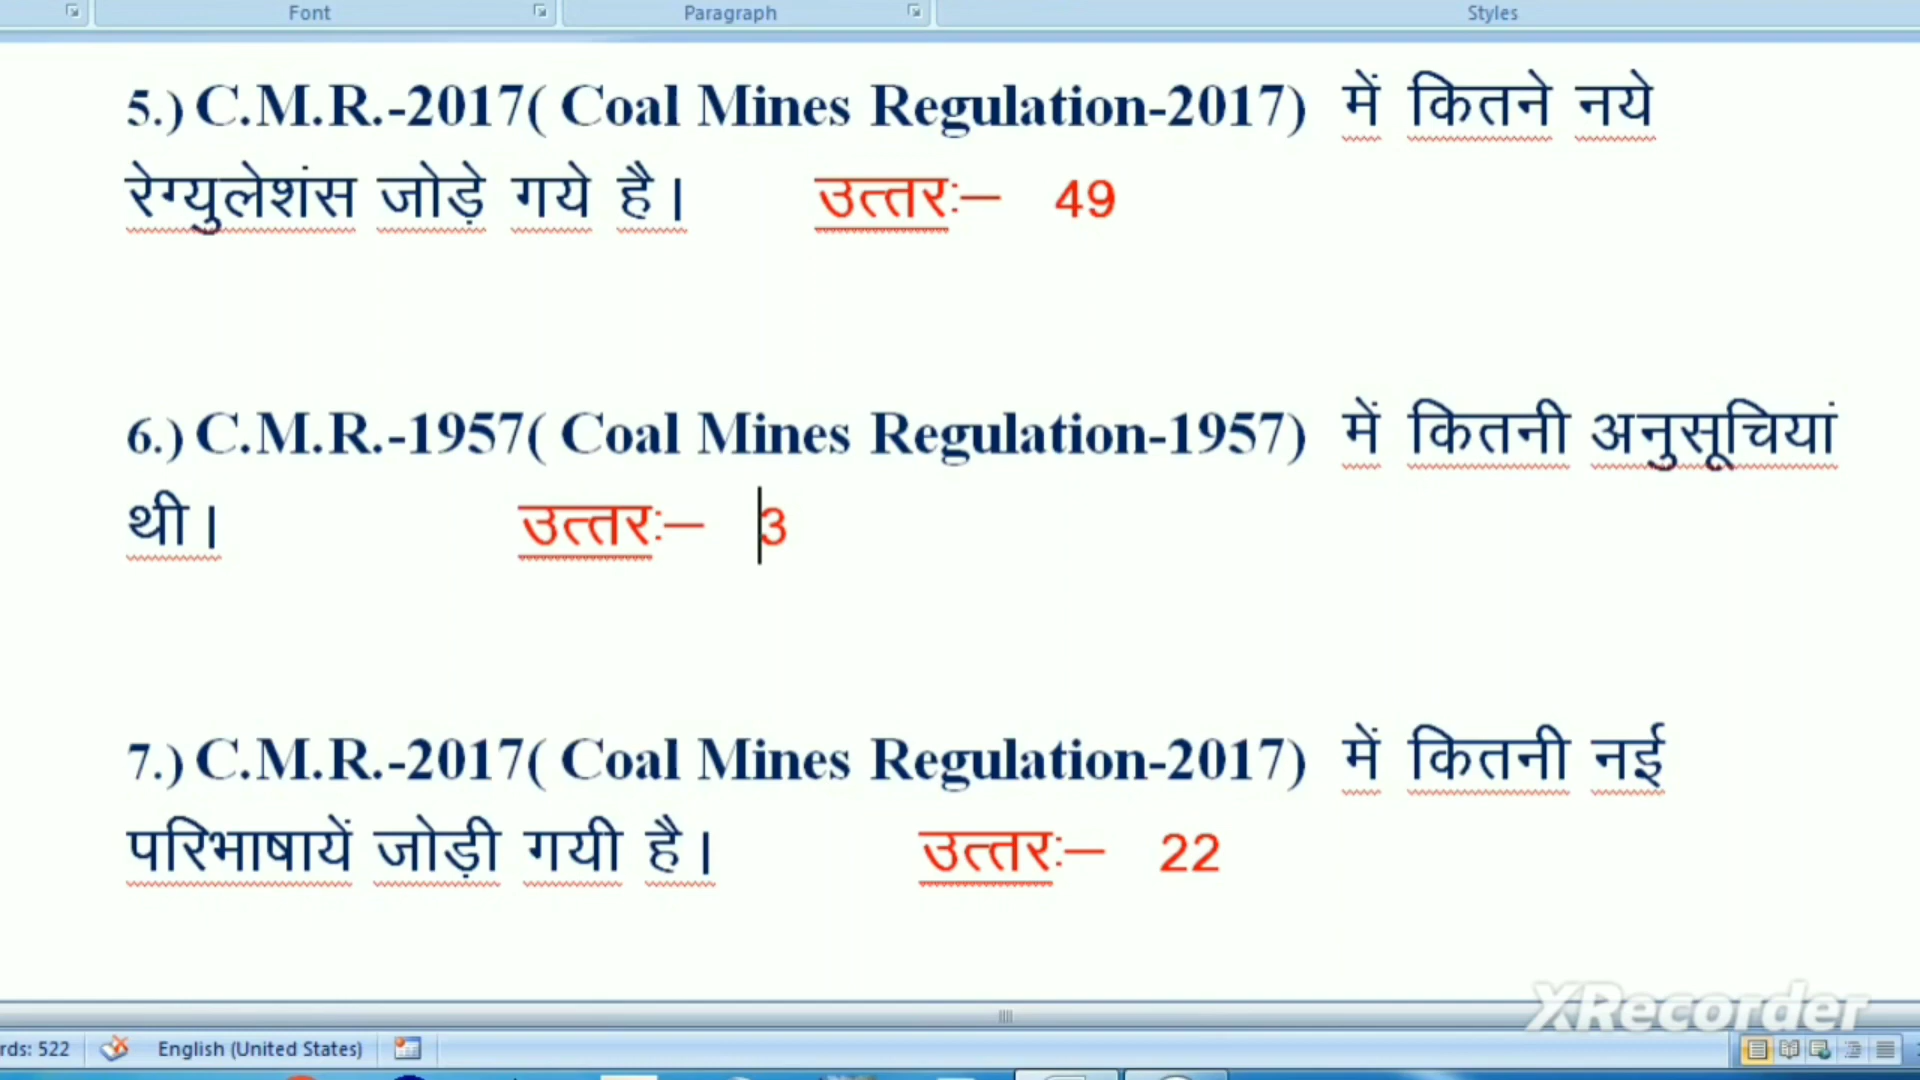 Font Paragraph Styles
5.) C.M.R.-2017( Coal Mines Regulation-2017) में कितने नये
रेग्युलेशंस जोड़े गये है। उत्तर:– 49
6.) C.M.R.-1957( Coal Mines Regulation-1957) में कितनी अनुसूचियां
थी। उत्तर:– 3
7.) C.M.R.-2017( Coal Mines Regulation-2017) में कितनी नई
परिभाषायें जोड़ी गयी है। उत्तर:– 22
XRecorder
rds: 522 English (United States)